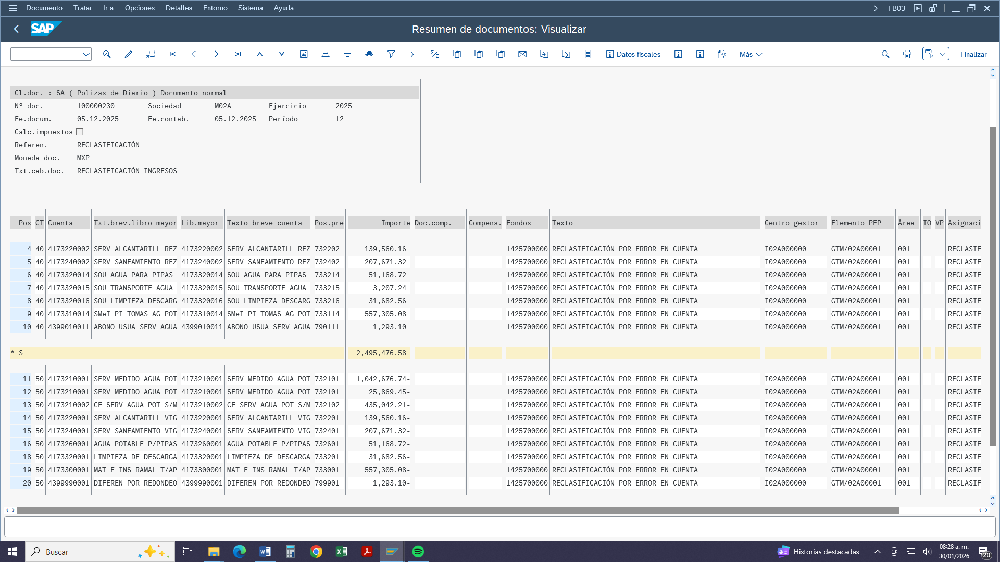 Documento Tratar Ir a Opciones Detalles Entorno Sistema Ayuda FB03
SAP Resumen de documentos: Visualizar
Datos fiscales Más Finalizar
Cl.doc. : SA ( Polizas de Diario ) Documento normal
Nº doc. 100000230 Sociedad M02A Ejercicio 2025
Fe.docum. 05.12.2025 Fe.contab. 05.12.2025 Período 12
Calc.impuestos
Referen. RECLASIFICACIÓN
Moneda doc. MXP
Txt.cab.doc. RECLASIFICACIÓN INGRESOS
Pos CT Cuenta Txt.brev.libro mayor Lib.mayor Texto breve cuenta Pos.pre Importe Doc.comp. Compens. Fondos Texto Centro gestor Elemento PEP Área IO VP Asignaci
4 40 4173220002 SERV ALCANTARILL REZ 4173220002 SERV ALCANTARILL REZ 732202 139,560.16 1425700000 RECLASIFICACIÓN POR ERROR EN CUENTA I02A000000 GTM/02A00001 001 RECLASIF
5 40 4173240002 SERV SANEAMIENTO REZ 4173240002 SERV SANEAMIENTO REZ 732402 207,671.32 1425700000 RECLASIFICACIÓN POR ERROR EN CUENTA I02A000000 GTM/02A00001 001 RECLASIF
6 40 4173320014 SOU AGUA PARA PIPAS 4173320014 SOU AGUA PARA PIPAS 733214 51,168.72 1425700000 RECLASIFICACIÓN POR ERROR EN CUENTA I02A000000 GTM/02A00001 001 RECLASIF
7 40 4173320015 SOU TRANSPORTE AGUA 4173320015 SOU TRANSPORTE AGUA 733215 3,207.24 1425700000 RECLASIFICACIÓN POR ERROR EN CUENTA I02A000000 GTM/02A00001 001 RECLASIF
8 40 4173320016 SOU LIMPIEZA DESCARG 4173320016 SOU LIMPIEZA DESCARG 733216 31,682.56 1425700000 RECLASIFICACIÓN POR ERROR EN CUENTA I02A000000 GTM/02A00001 001 RECLASIF
9 40 4173310014 SMeI PI TOMAS AG POT 4173310014 SMeI PI TOMAS AG POT 733114 557,305.08 1425700000 RECLASIFICACIÓN POR ERROR EN CUENTA I02A000000 GTM/02A00001 001 RECLASIF
10 40 4399010011 ABONO USUA SERV AGUA 4399010011 ABONO USUA SERV AGUA 790111 1,293.10 1425700000 RECLASIFICACIÓN POR ERROR EN CUENTA I02A000000 GTM/02A00001 001 RECLASIF
* S 2,495,476.58
11 50 4173210001 SERV MEDIDO AGUA POT 4173210001 SERV MEDIDO AGUA POT 732101 1,042,676.74- 1425700000 RECLASIFICACIÓN POR ERROR EN CUENTA I02A000000 GTM/02A00001 001 RECLASIF
12 50 4173210001 SERV MEDIDO AGUA POT 4173210001 SERV MEDIDO AGUA POT 732101 25,869.45- 1425700000 RECLASIFICACIÓN POR ERROR EN CUENTA I02A000000 GTM/02A00001 001 RECLASIF
13 50 4173210002 CF SERV AGUA POT S/M 4173210002 CF SERV AGUA POT S/M 732102 435,042.21- 1425700000 RECLASIFICACIÓN POR ERROR EN CUENTA I02A000000 GTM/02A00001 001 RECLASIF
14 50 4173220001 SERV ALCANTARILL VIG 4173220001 SERV ALCANTARILL VIG 732201 139,560.16- 1425700000 RECLASIFICACIÓN POR ERROR EN CUENTA I02A000000 GTM/02A00001 001 RECLASIF
15 50 4173240001 SERV SANEAMIENTO VIG 4173240001 SERV SANEAMIENTO VIG 732401 207,671.32- 1425700000 RECLASIFICACIÓN POR ERROR EN CUENTA I02A000000 GTM/02A00001 001 RECLASIF
16 50 4173260001 AGUA POTABLE P/PIPAS 4173260001 AGUA POTABLE P/PIPAS 732601 51,168.72- 1425700000 RECLASIFICACIÓN POR ERROR EN CUENTA I02A000000 GTM/02A00001 001 RECLASIF
18 50 4173320001 LIMPIEZA DE DESCARGA 4173320001 LIMPIEZA DE DESCARGA 733201 31,682.56- 1425700000 RECLASIFICACIÓN POR ERROR EN CUENTA I02A000000 GTM/02A00001 001 RECLASIF
19 50 4173300001 MAT E INS RAMAL T/AP 4173300001 MAT E INS RAMAL T/AP 733001 557,305.08- 1425700000 RECLASIFICACIÓN POR ERROR EN CUENTA I02A000000 GTM/02A00001 001 RECLASIF
20 50 4399990001 DIFEREN POR REDONDEO 4399990001 DIFEREN POR REDONDEO 799901 1,293.10- 1425700000 RECLASIFICACIÓN POR ERROR EN CUENTA I02A000000 GTM/02A00001 001 RECLASIF
Buscar Historias destacadas 08:28 a. m.
30/01/2026 20